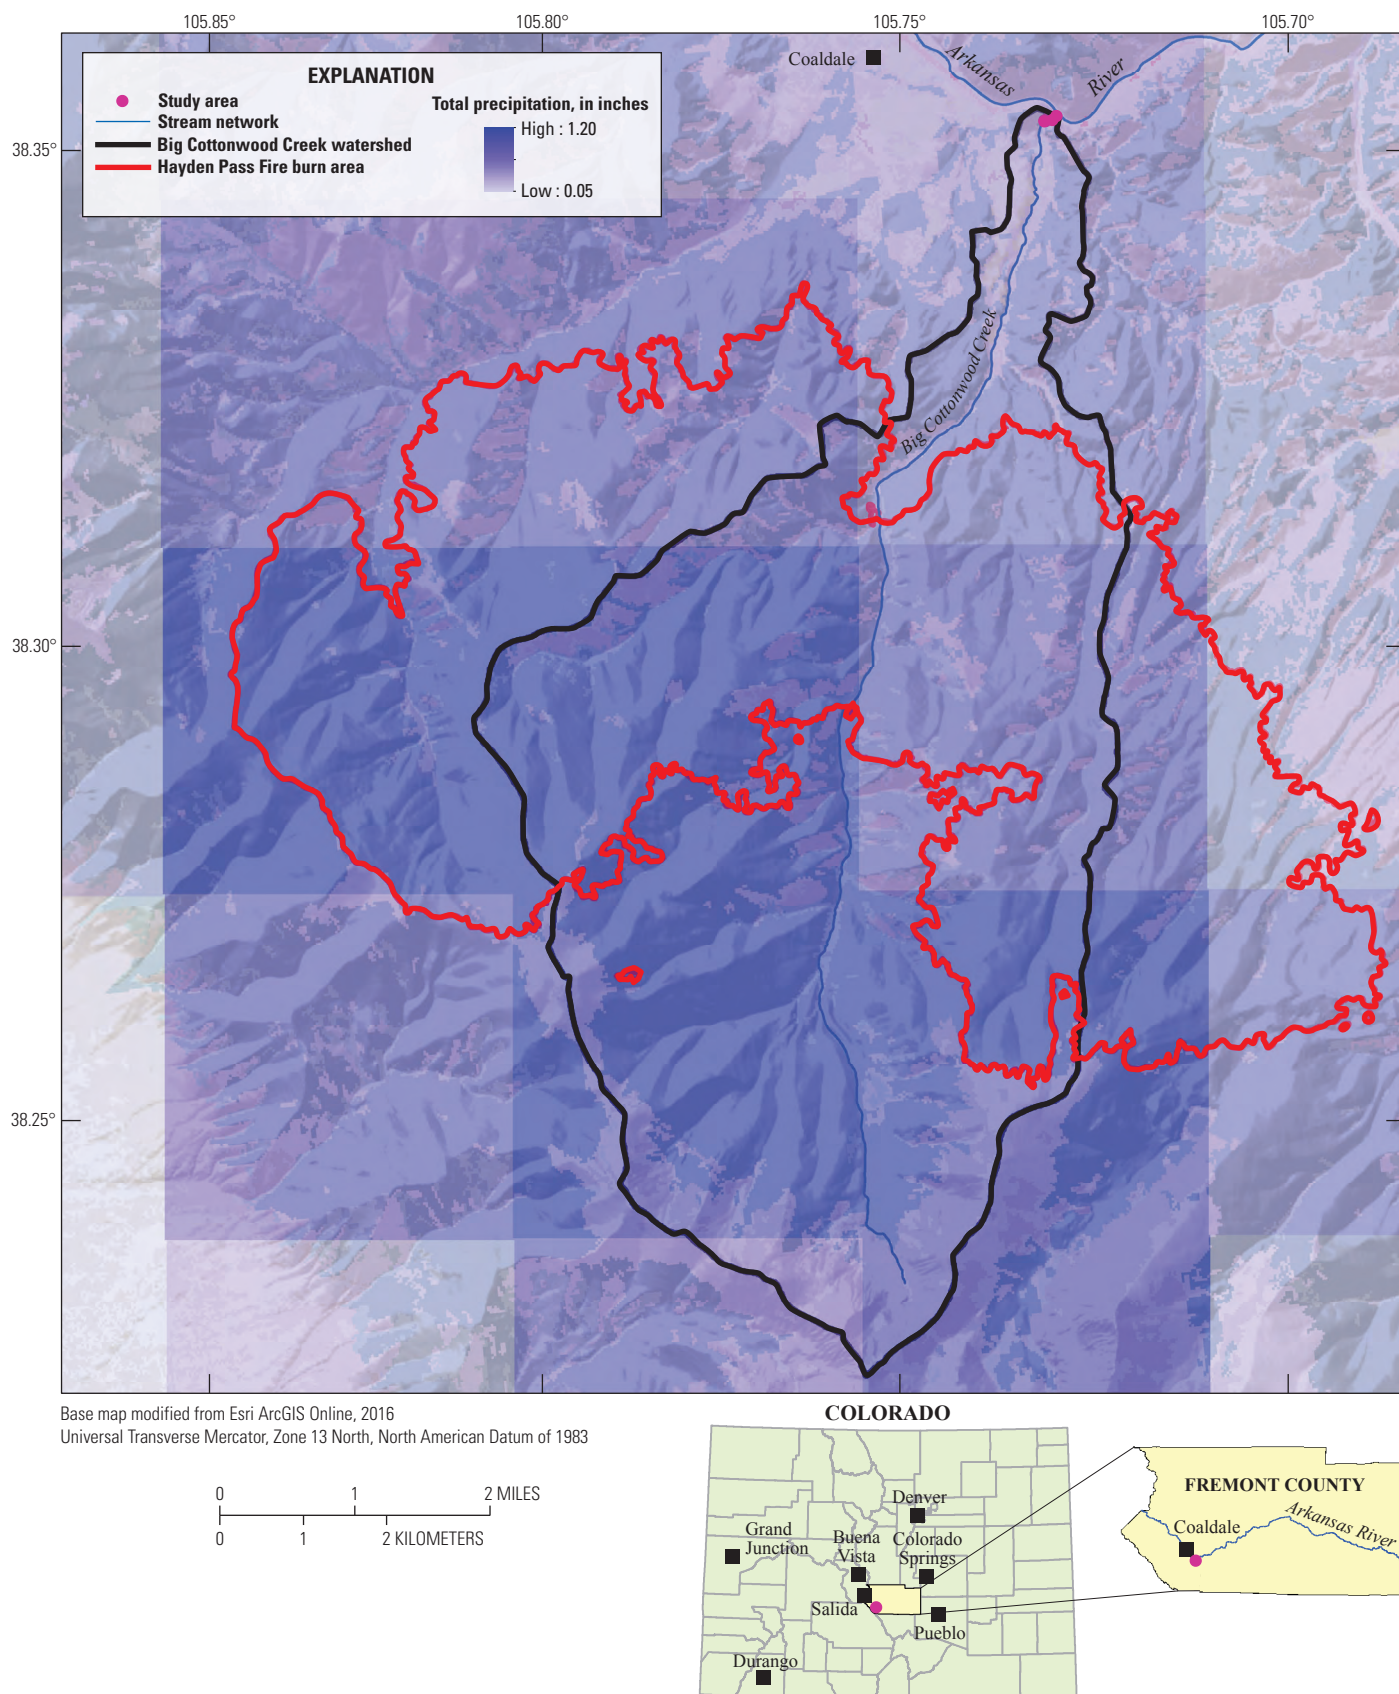 105.85°
105.80°
105.75°
105.70°
38.35°
38.30°
38.25°
EXPLANATION
Study area
Stream network
Big Cottonwood Creek watershed
Hayden Pass Fire burn area
Total precipitation, in inches
High : 1.20
Low : 0.05
Coaldale
Arkansas
River
Big Cottonwood Creek
Base map modified from Esri ArcGIS Online, 2016
Universal Transverse Mercator, Zone 13 North, North American Datum of 1983
0 1 2 MILES
0 1 2 KILOMETERS
COLORADO
Denver
Grand
Junction
Buena
Vista
Colorado
Springs
Salida
Pueblo
Durango
FREMONT COUNTY
Coaldale
Arkansas River